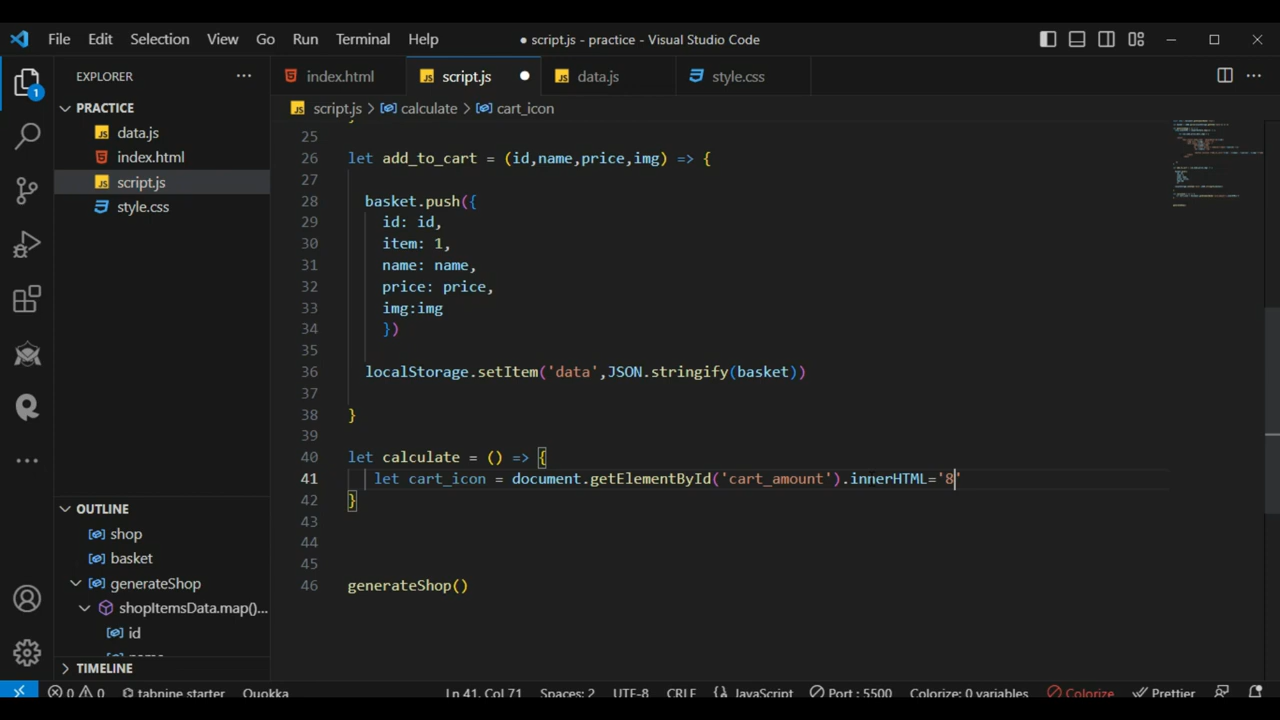 File Edit Selection View Go Run Terminal Help ● script.js - practice - Visual Studio Code
EXPLORER
index.html script.js data.js style.css
PRACTICE
data.js
index.html
script.js
style.css
script.js > calculate > cart_icon
25
26 let add_to_cart = (id,name,price,img) => {
27
28 basket.push({
29 id: id,
30 item: 1,
31 name: name,
32 price: price,
33 img:img
34 })
35
36 localStorage.setItem('data',JSON.stringify(basket))
37
38 }
39
40 let calculate = () => {
41 let cart_icon = document.getElementById('cart_amount').innerHTML='8'
42 }
43
44
45
46 generateShop()
OUTLINE
shop
basket
generateShop
shopItemsData.map()...
id
TIMELINE
1
0 0 tabnine starter Quokka Ln 41, Col 71 Spaces: 2 UTF-8 CRLF JavaScript Port : 5500 Colorize: 0 variables Colorize Prettier